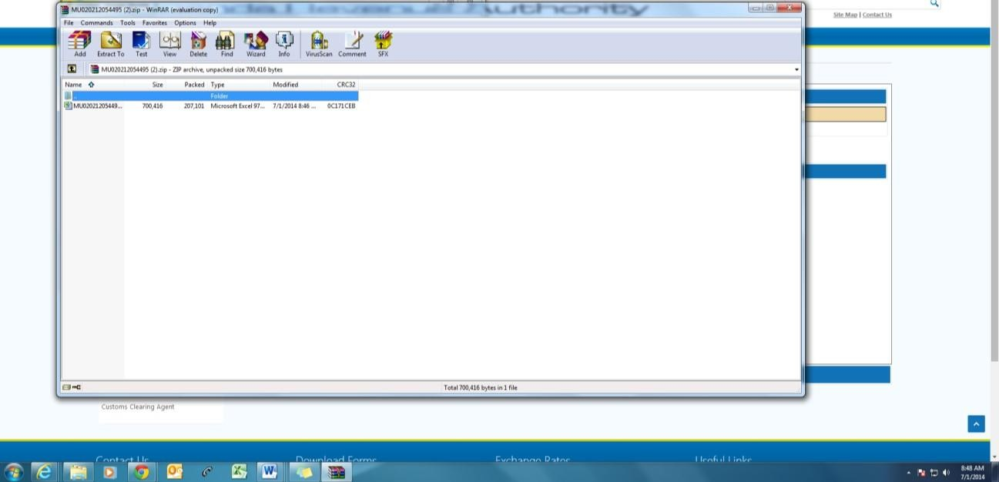 MU020212054495 (2).zip - WinRAR (evaluation copy)
Authority
File Commands Tools Favorites Options Help
Site Map | Contact Us
Add Extract To Test View Delete Find Wizard Info VirusScan Comment SFX
MU020212054495 (2).zip - ZIP archive, unpacked size 700,416 bytes
Name Size Packed Type Modified CRC32
Folder
MU02021205449... 700,416 207,101 Microsoft Excel 97... 7/1/2014 8:46 ... 0C171CEB
Total 700,416 bytes in 1 file
Customs Clearing Agent
Contact Us Download Forms Exchange Rates Useful Links
8:48 AM
7/1/2014